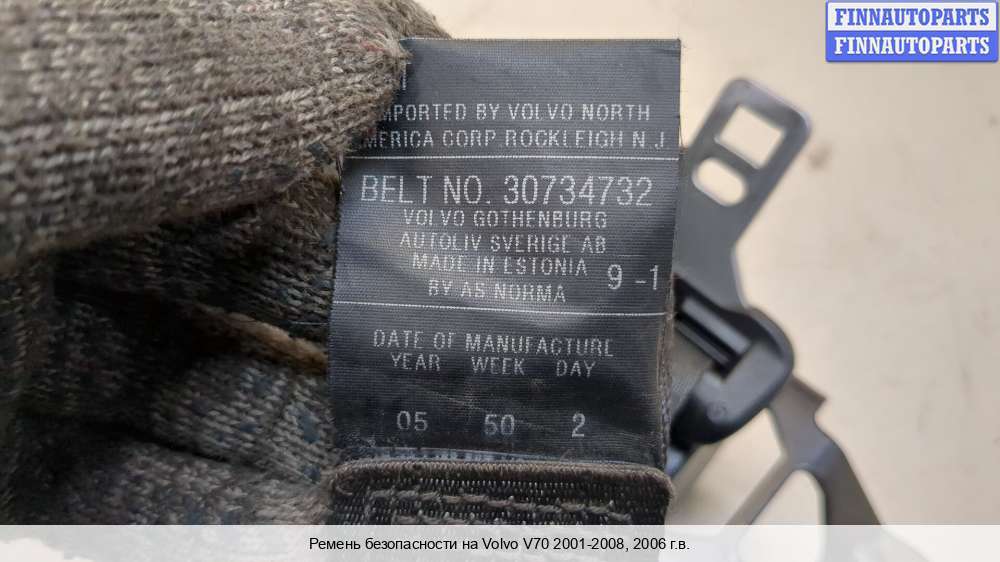 FINNAUTOPARTS
FINNAUTOPARTS
MPORTED BY VOLVO NORTH
MERICA CORP. ROCKLEIGH N.J
BELT NO. 30734732
VOLVO GOTHENBURG
AUTOLIV SVERIGE AB
MADE IN ESTONIA 9 -1
BY AS NORMA
DATE OF MANUFACTURE
YEAR WEEK DAY
05 50 2
Ремень безопасности на Volvo V70 2001-2008, 2006 г.в.